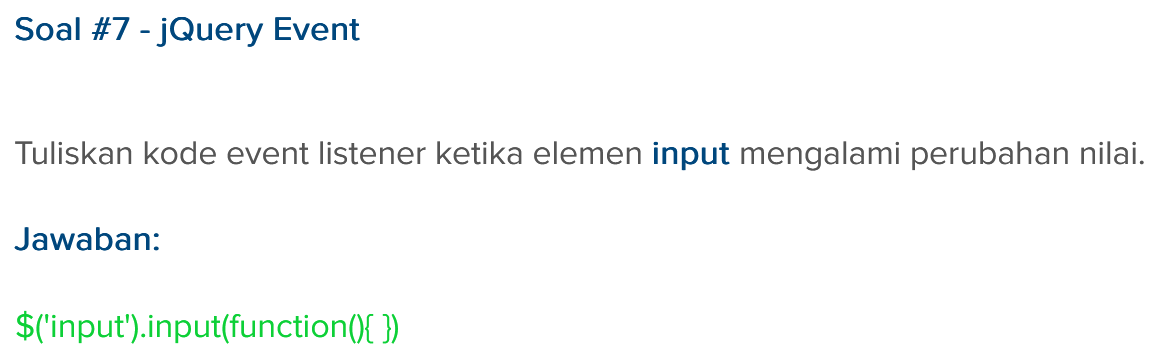 Soal #7 - jQuery Event
Tuliskan kode event listener ketika elemen input mengalami perubahan nilai.
Jawaban:
$('input').input(function(){ })